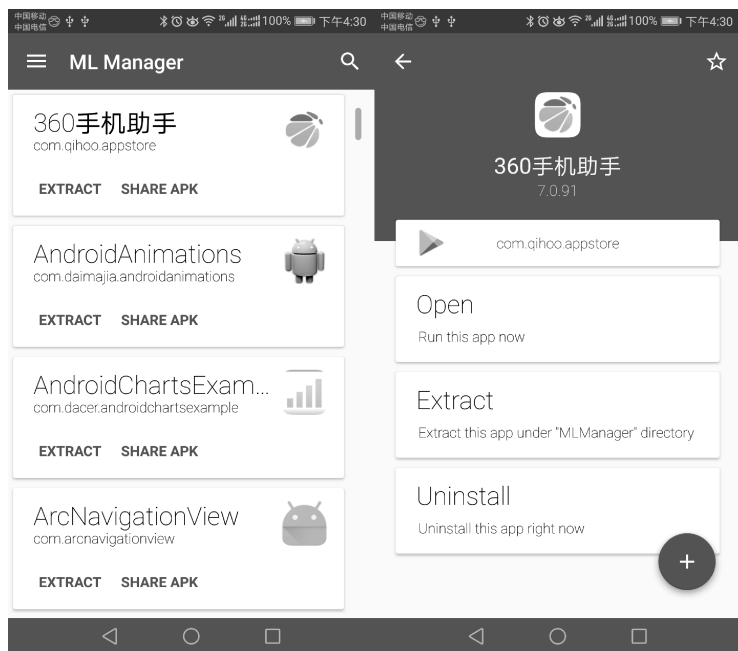 中国移动
中国电信
100%
下午4:30
ML Manager
360手机助手
com.qihoo.appstore
EXTRACT SHARE APK
AndroidAnimations
com.daimajia.androidanimations
EXTRACT SHARE APK
AndroidChartsExam...
com.dacer.androidchartsexample
EXTRACT SHARE APK
ArcNavigationView
com.arcnavigationview
EXTRACT SHARE APK
中国移动
中国电信
100%
下午4:30
360手机助手
7.0.91
com.qihoo.appstore
Open
Run this app now
Extract
Extract this app under "MLManager" directory
Uninstall
Uninstall this app right now
+